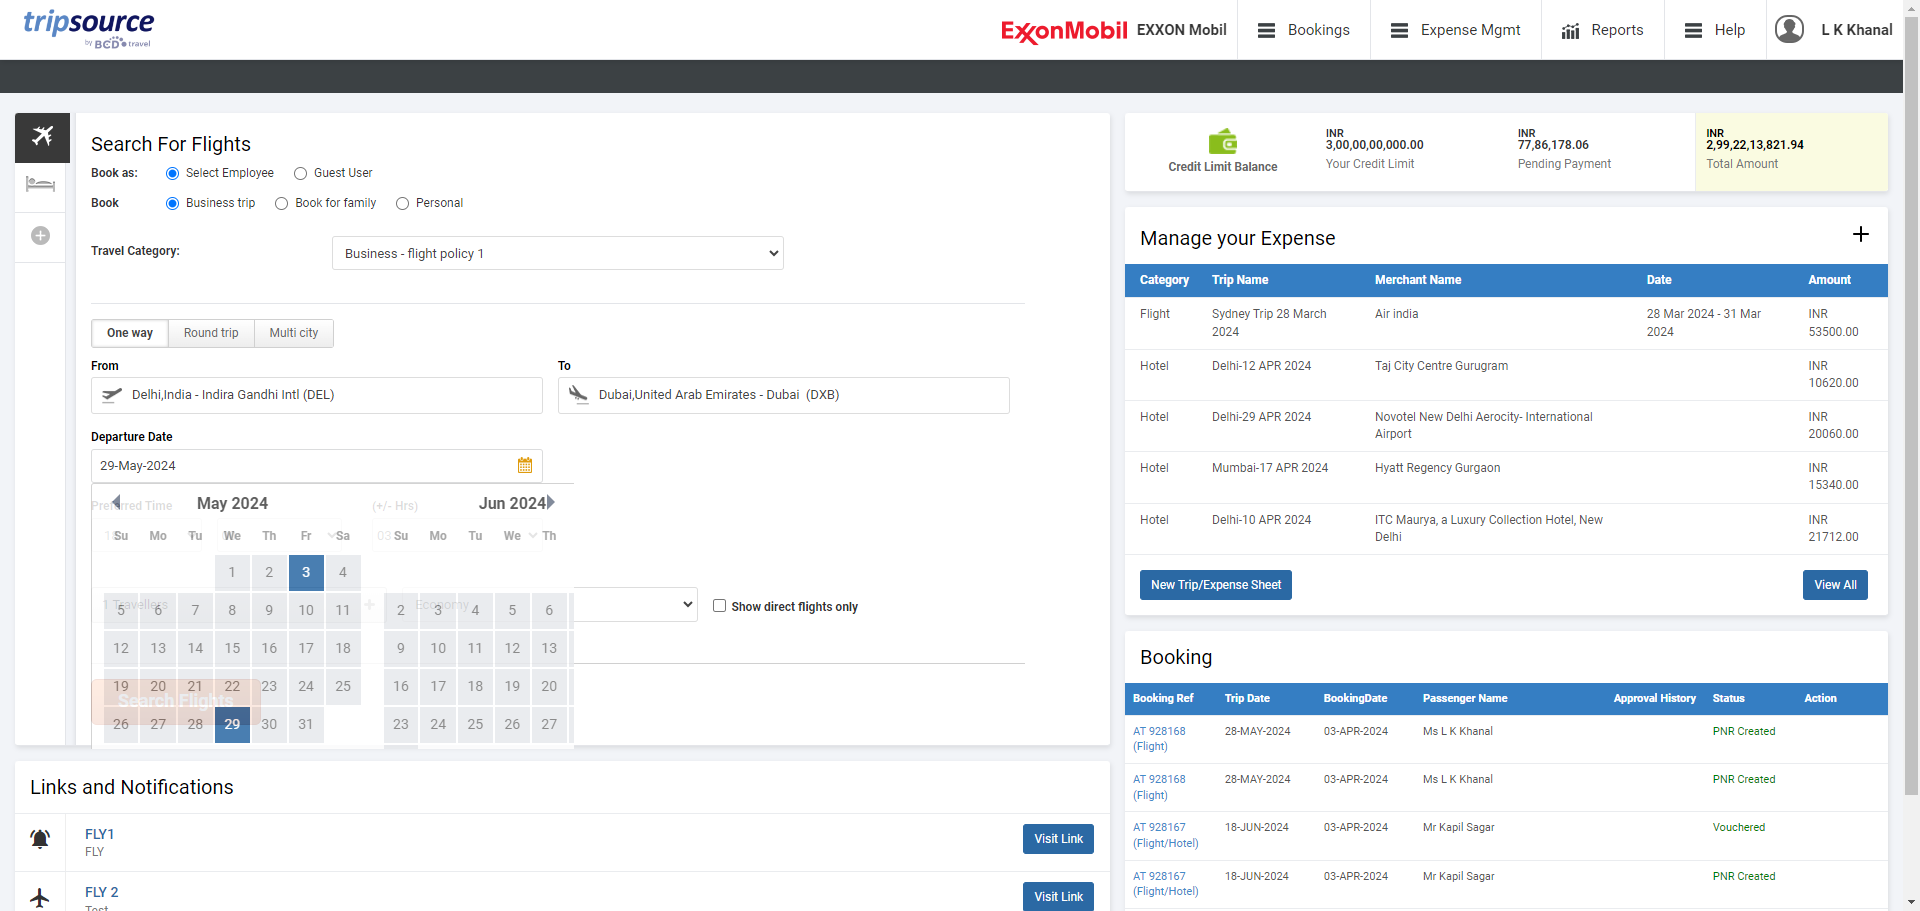 tripsource
by BCD travel
ExxonMobil EXXON Mobil
Bookings
Expense Mgmt
Reports
Help
L K Khanal
Search For Flights
Book as: Select Employee Guest User
Book Business trip Book for family Personal
Travel Category: Business - flight policy 1
One way Round trip Multi city
From To
Delhi,India - Indira Gandhi Intl (DEL) Dubai,United Arab Emirates - Dubai (DXB)
Departure Date
29-May-2024
Preferred Time (+/- Hrs)
May 2024 Jun 2024
Su Mo Tu We Th Fr Sa 03 Su Mo Tu We Th
1 2 3 4
1 Travellers + Economy
5 6 7 8 9 10 11 2 3 4 5 6
Show direct flights only
12 13 14 15 16 17 18 9 10 11 12 13
19 20 21 22 23 24 25 16 17 18 19 20
Search Flights
26 27 28 29 30 31 23 24 25 26 27
Links and Notifications
FLY1
FLY
Visit Link
FLY 2
Test
Visit Link
Credit Limit Balance
INR
3,00,00,00,000.00
Your Credit Limit
INR
77,86,178.06
Pending Payment
INR
2,99,22,13,821.94
Total Amount
Manage your Expense +
Category Trip Name Merchant Name Date Amount
Flight Sydney Trip 28 March Air india 28 Mar 2024 - 31 Mar INR
2024 2024 53500.00
Hotel Delhi-12 APR 2024 Taj City Centre Gurugram INR
10620.00
Hotel Delhi-29 APR 2024 Novotel New Delhi Aerocity- International INR
Airport 20060.00
Hotel Mumbai-17 APR 2024 Hyatt Regency Gurgaon INR
15340.00
Hotel Delhi-10 APR 2024 ITC Maurya, a Luxury Collection Hotel, New INR
Delhi 21712.00
New Trip/Expense Sheet View All
Booking
Booking Ref Trip Date BookingDate Passenger Name Approval History Status Action
AT 928168 28-MAY-2024 03-APR-2024 Ms L K Khanal PNR Created
(Flight)
AT 928168 28-MAY-2024 03-APR-2024 Ms L K Khanal PNR Created
(Flight)
AT 928167 18-JUN-2024 03-APR-2024 Mr Kapil Sagar Vouchered
(Flight/Hotel)
AT 928167 18-JUN-2024 03-APR-2024 Mr Kapil Sagar PNR Created
(Flight/Hotel)